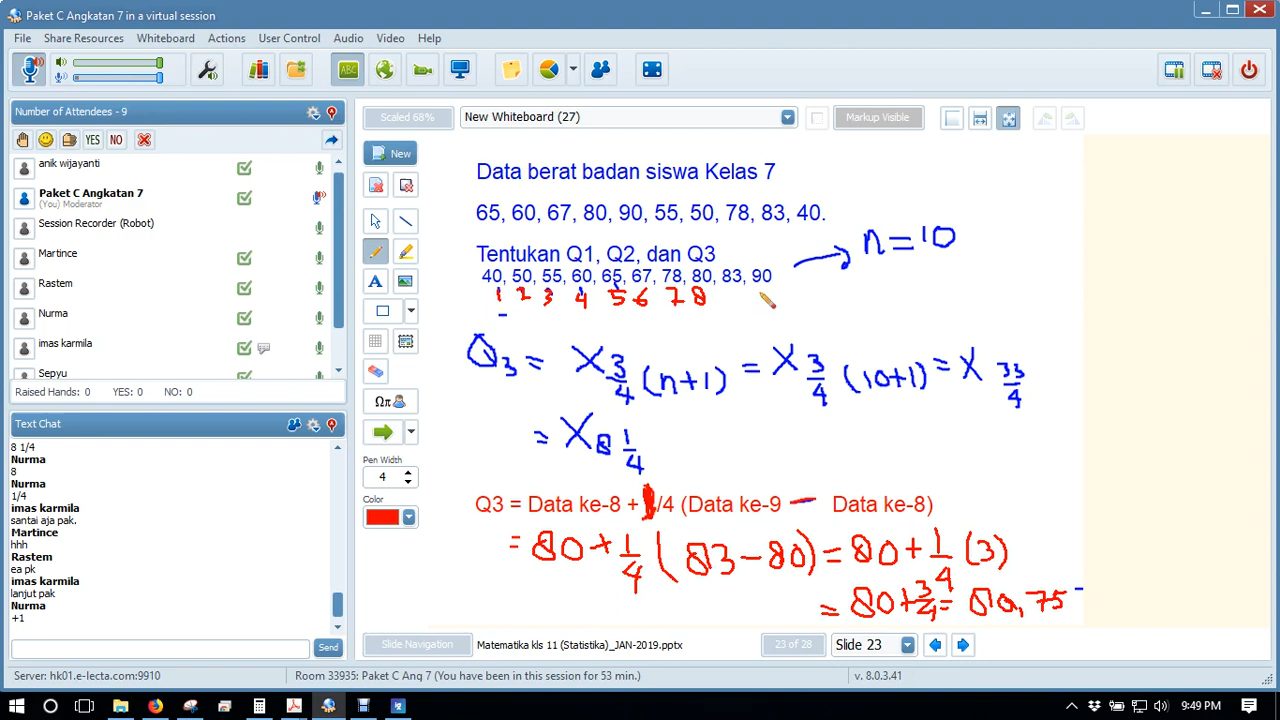 Paket C Angkatan 7 in a virtual session
File Share Resources Whiteboard Actions User Control Audio Video Help
Number of Attendees - 9
YES NO
anik wijayanti
Paket C Angkatan 7
(You) Moderator
Session Recorder (Robot)
Martince
Rastem
Nurma
imas karmila
Sepyu
Raised Hands: 0 YES: 0 NO: 0
Text Chat
8 1/4
Nurma
8
Nurma
1/4
imas karmila
santai aja pak.
Martince
hhh
Rastem
ea pk
imas karmila
lanjut pak
Nurma
+1
Send
Scaled 68% New Whiteboard (27) Markup Visible
New
ABC
A
Ωπ
Pen Width
4
Color
Data berat badan siswa Kelas 7
65, 60, 67, 80, 90, 55, 50, 78, 83, 40.
Tentukan Q1, Q2, dan Q3
n = 10
40, 50, 55, 60, 65, 67, 78, 80, 83, 90
1 2 3 4 5 6 7 8
Q3 = X 3/4 (n+1) = X 3/4 (10+1) = X 33/4
= X 8 1/4
Q3 = Data ke-8 + 1/4 (Data ke-9 − Data ke-8)
= 80 + 1/4 (83 − 80) = 80 + 1/4 (3)
= 80 + 3/4 = 80,75
Slide Navigation Matematika kls 11 (Statistika)_JAN-2019.pptx 23 of 28 Slide 23
Server: hk01.e-lecta.com:9910 Room 33935: Paket C Ang 7 (You have been in this session for 53 min.) v. 8.0.3.41
9:49 PM